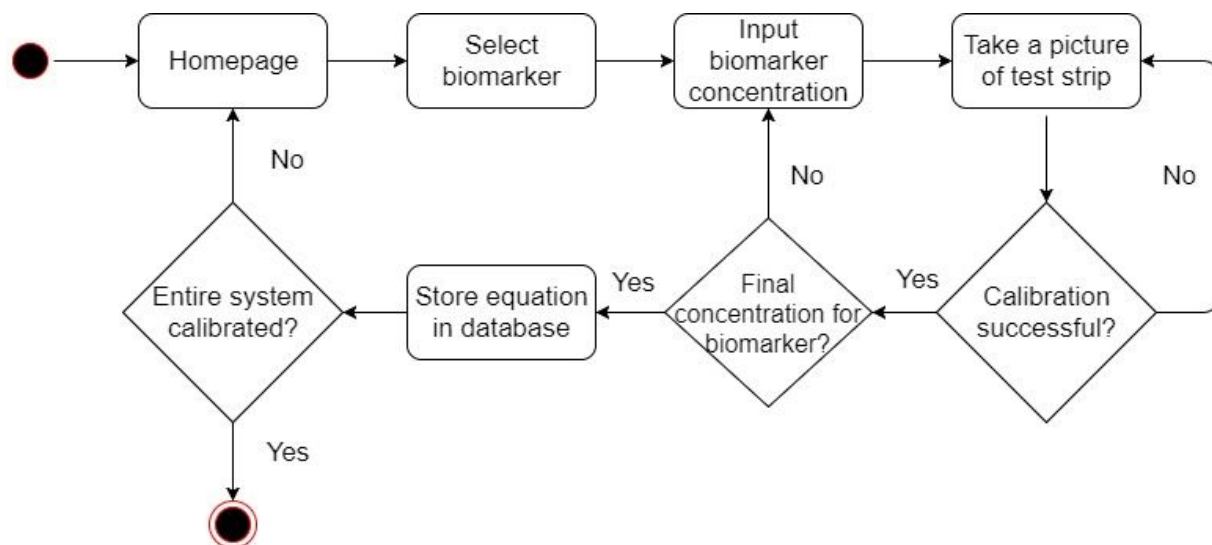 Homepage
Select
biomarker
Input
biomarker
concentration
Take a picture
of test strip
No
No
No
Entire system
calibrated?
Store equation
in database
Yes
Final
concentration for
biomarker?
Yes
Calibration
successful?
Yes